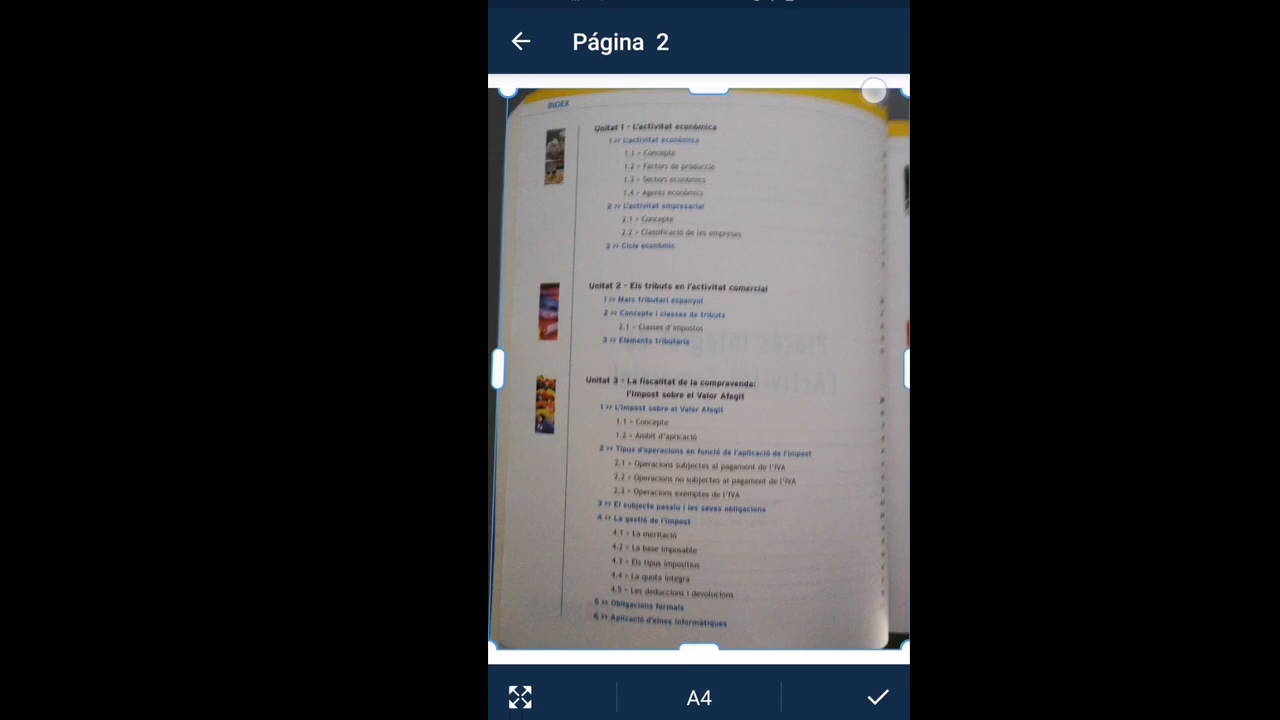 Página 2
INDEX
Unitat 1 - L'activitat econòmica
1 >> L'activitat econòmica
1.1 - Concepte
1.2 - Factors de producció
1.3 - Sectors econòmics
1.4 - Agents econòmics
2 >> L'activitat empresarial
2.1 - Concepte
2.2 - Classificació de les empreses
3 >> Cicle econòmic
Unitat 2 - Els tributs en l'activitat comercial
1 >> Marc tributari espanyol
2 >> Concepte i classes de tributs
2.1 - Classes d'impostos
3 >> Elements tributaris
Unitat 3 - La fiscalitat de la compravenda:
l'Impost sobre el Valor Afegit
1 >> L'Impost sobre el Valor Afegit
1.1 - Concepte
1.2 - Àmbit d'aplicació
2 >> Tipus d'operacions en funció de l'aplicació de l'impost
2.1 - Operacions subjectes al pagament de l'IVA
2.2 - Operacions no subjectes al pagament de l'IVA
2.3 - Operacions exemptes de l'IVA
3 >> El subjecte passiu i les seves obligacions
4 >> La gestió de l'impost
4.1 - La meritació
4.2 - La base imposable
4.3 - Els tipus impositius
4.4 - La quota íntegra
4.5 - Les deduccions i devolucions
5 >> Obligacions formals
6 >> Aplicació d'eines informàtiques
A4